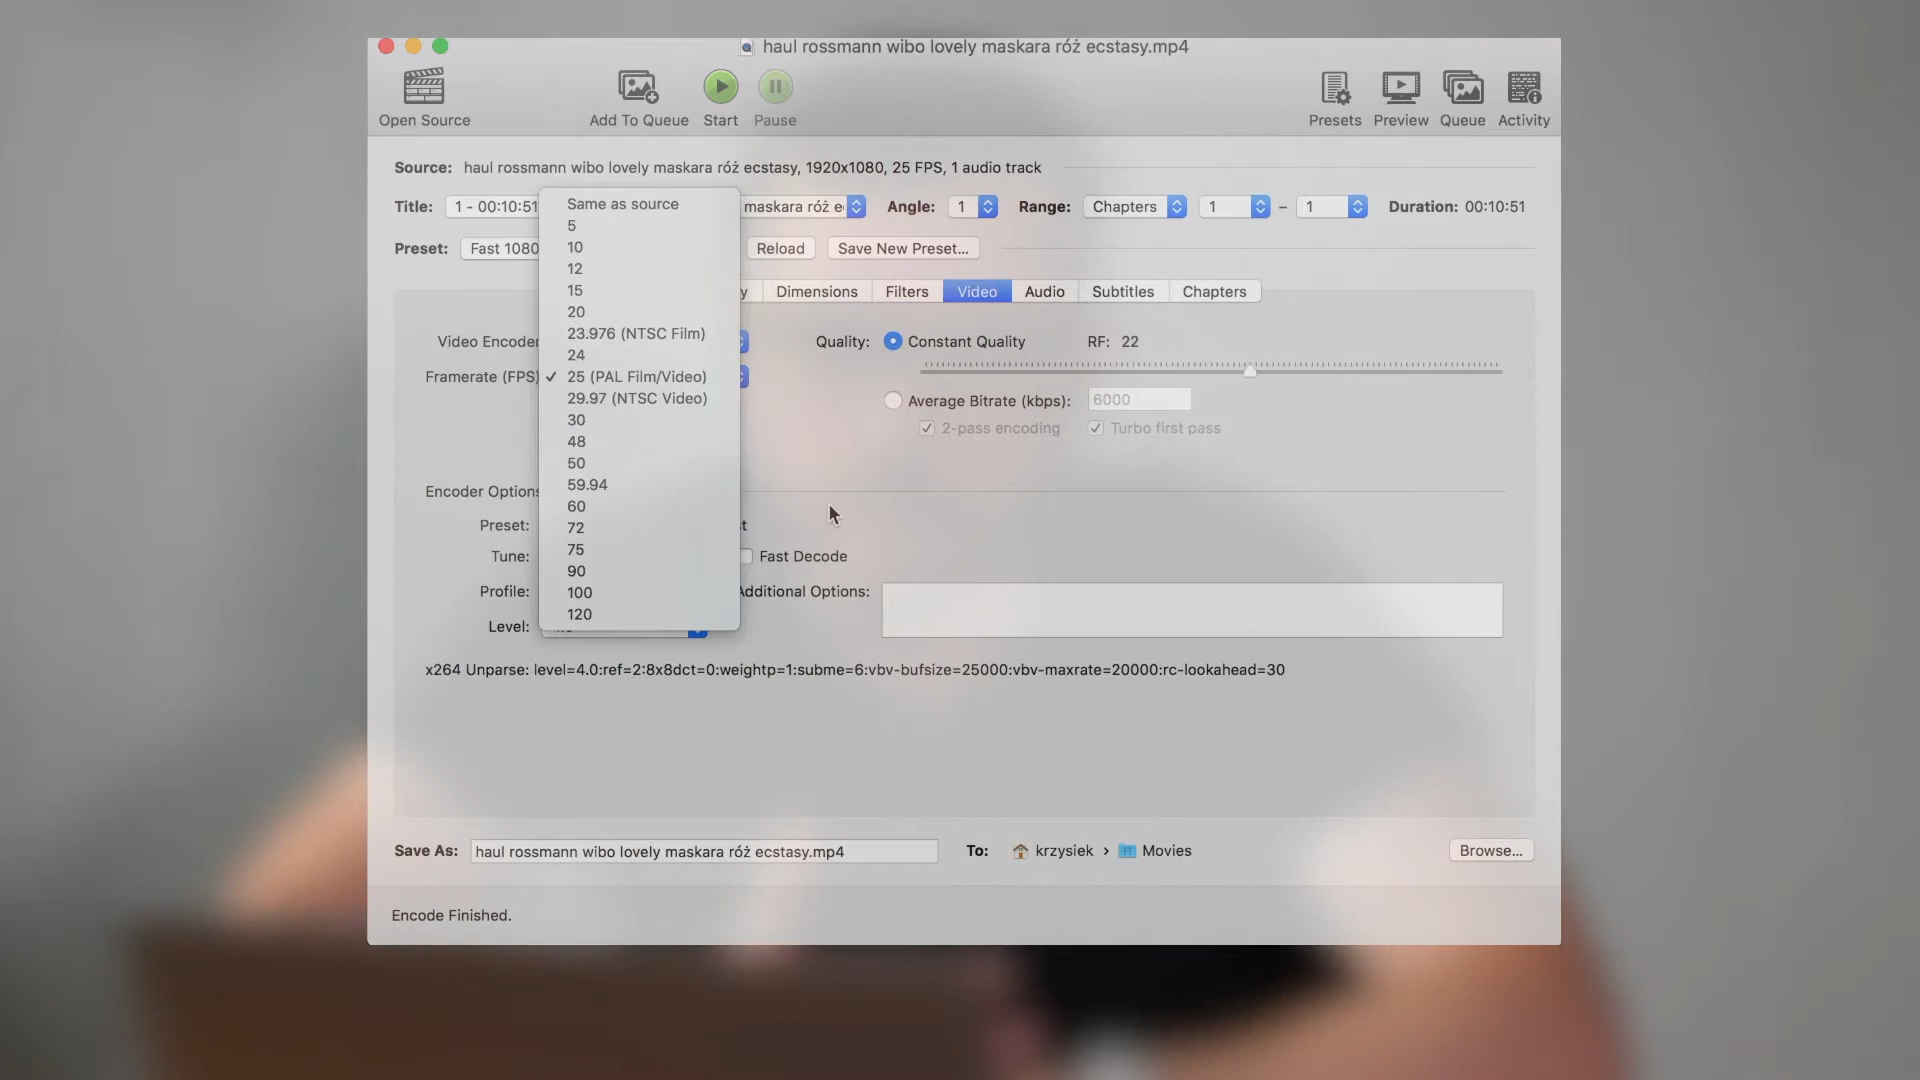 haul rossmann wibo lovely maskara róż ecstasy.mp4
Open Source
Add To Queue
Start
Pause
Presets
Preview
Queue
Activity
Source: haul rossmann wibo lovely maskara róż ecstasy, 1920x1080, 25 FPS, 1 audio track
Title: 1 - 00:10:51 maskara róż e Angle: 1 Range: Chapters 1 – 1 Duration: 00:10:51
Preset: Fast 1080 Reload Save New Preset...
y Dimensions Filters Video Audio Subtitles Chapters
Same as source
5
10
12
15
20
23.976 (NTSC Film)
24
✓ 25 (PAL Film/Video)
29.97 (NTSC Video)
30
48
50
59.94
60
72
75
90
100
120
Video Encoder
Framerate (FPS)
Quality: Constant Quality RF: 22
Average Bitrate (kbps): 6000
2-pass encoding Turbo first pass
Encoder Options
Preset: st
Tune: Fast Decode
Profile: Additional Options:
Level:
x264 Unparse: level=4.0:ref=2:8x8dct=0:weightp=1:subme=6:vbv-bufsize=25000:vbv-maxrate=20000:rc-lookahead=30
Save As: haul rossmann wibo lovely maskara róż ecstasy.mp4 To: krzysiek › Movies Browse...
Encode Finished.